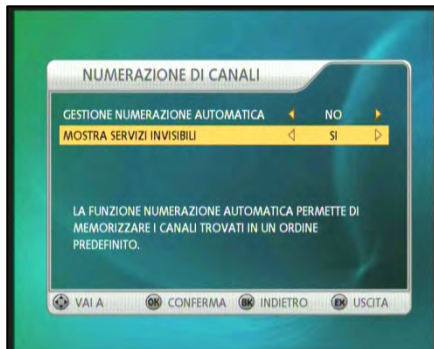 NUMERAZIONE DI CANALI
GESTIONE NUMERAZIONE AUTOMATICA NO
MOSTRA SERVIZI INVISIBILI SI
LA FUNZIONE NUMERAZIONE AUTOMATICA PERMETTE DI
MEMORIZZARE I CANALI TROVATI IN UN ORDINE
PREDEFINITO.
VAI A OK CONFERMA BK INDIETRO EX USCITA